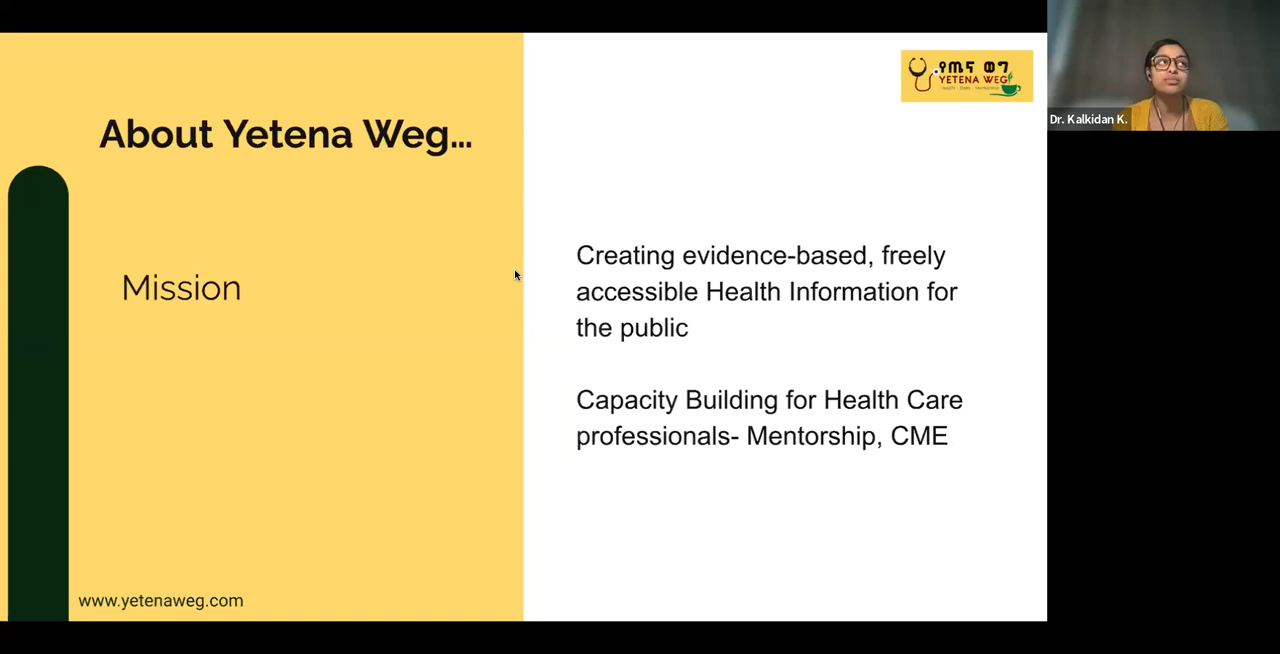 About Yetena Weg...
Mission
www.yetenaweg.com
የጤና ወግ
YETENA WEG
Creating evidence-based, freely
accessible Health Information for
the public
Capacity Building for Health Care
professionals- Mentorship, CME
Dr. Kalkidan K.